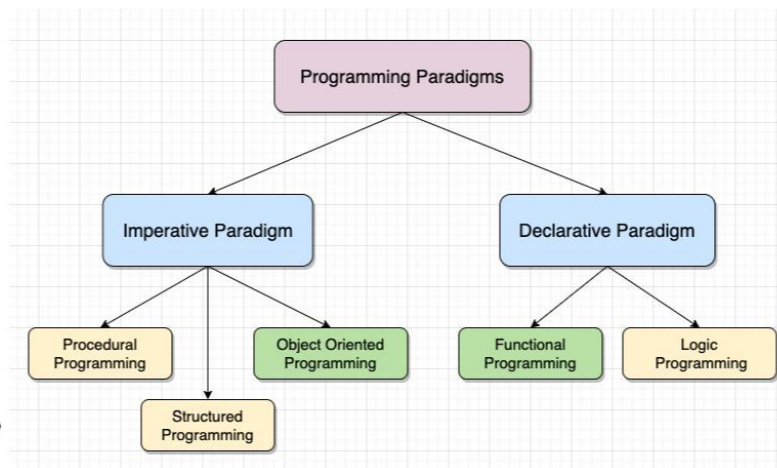 Programming Paradigms
Imperative Paradigm
Declarative Paradigm
Procedural
Programming
Object Oriented
Programming
Functional
Programming
Logic
Programming
Structured
Programming